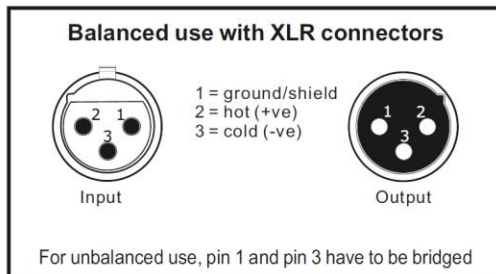 Balanced use with XLR connectors
1 = ground/shield
2 = hot (+ve)
3 = cold (-ve)
2 1
3
Input
1 2
3
Output
For unbalanced use, pin 1 and pin 3 have to be bridged